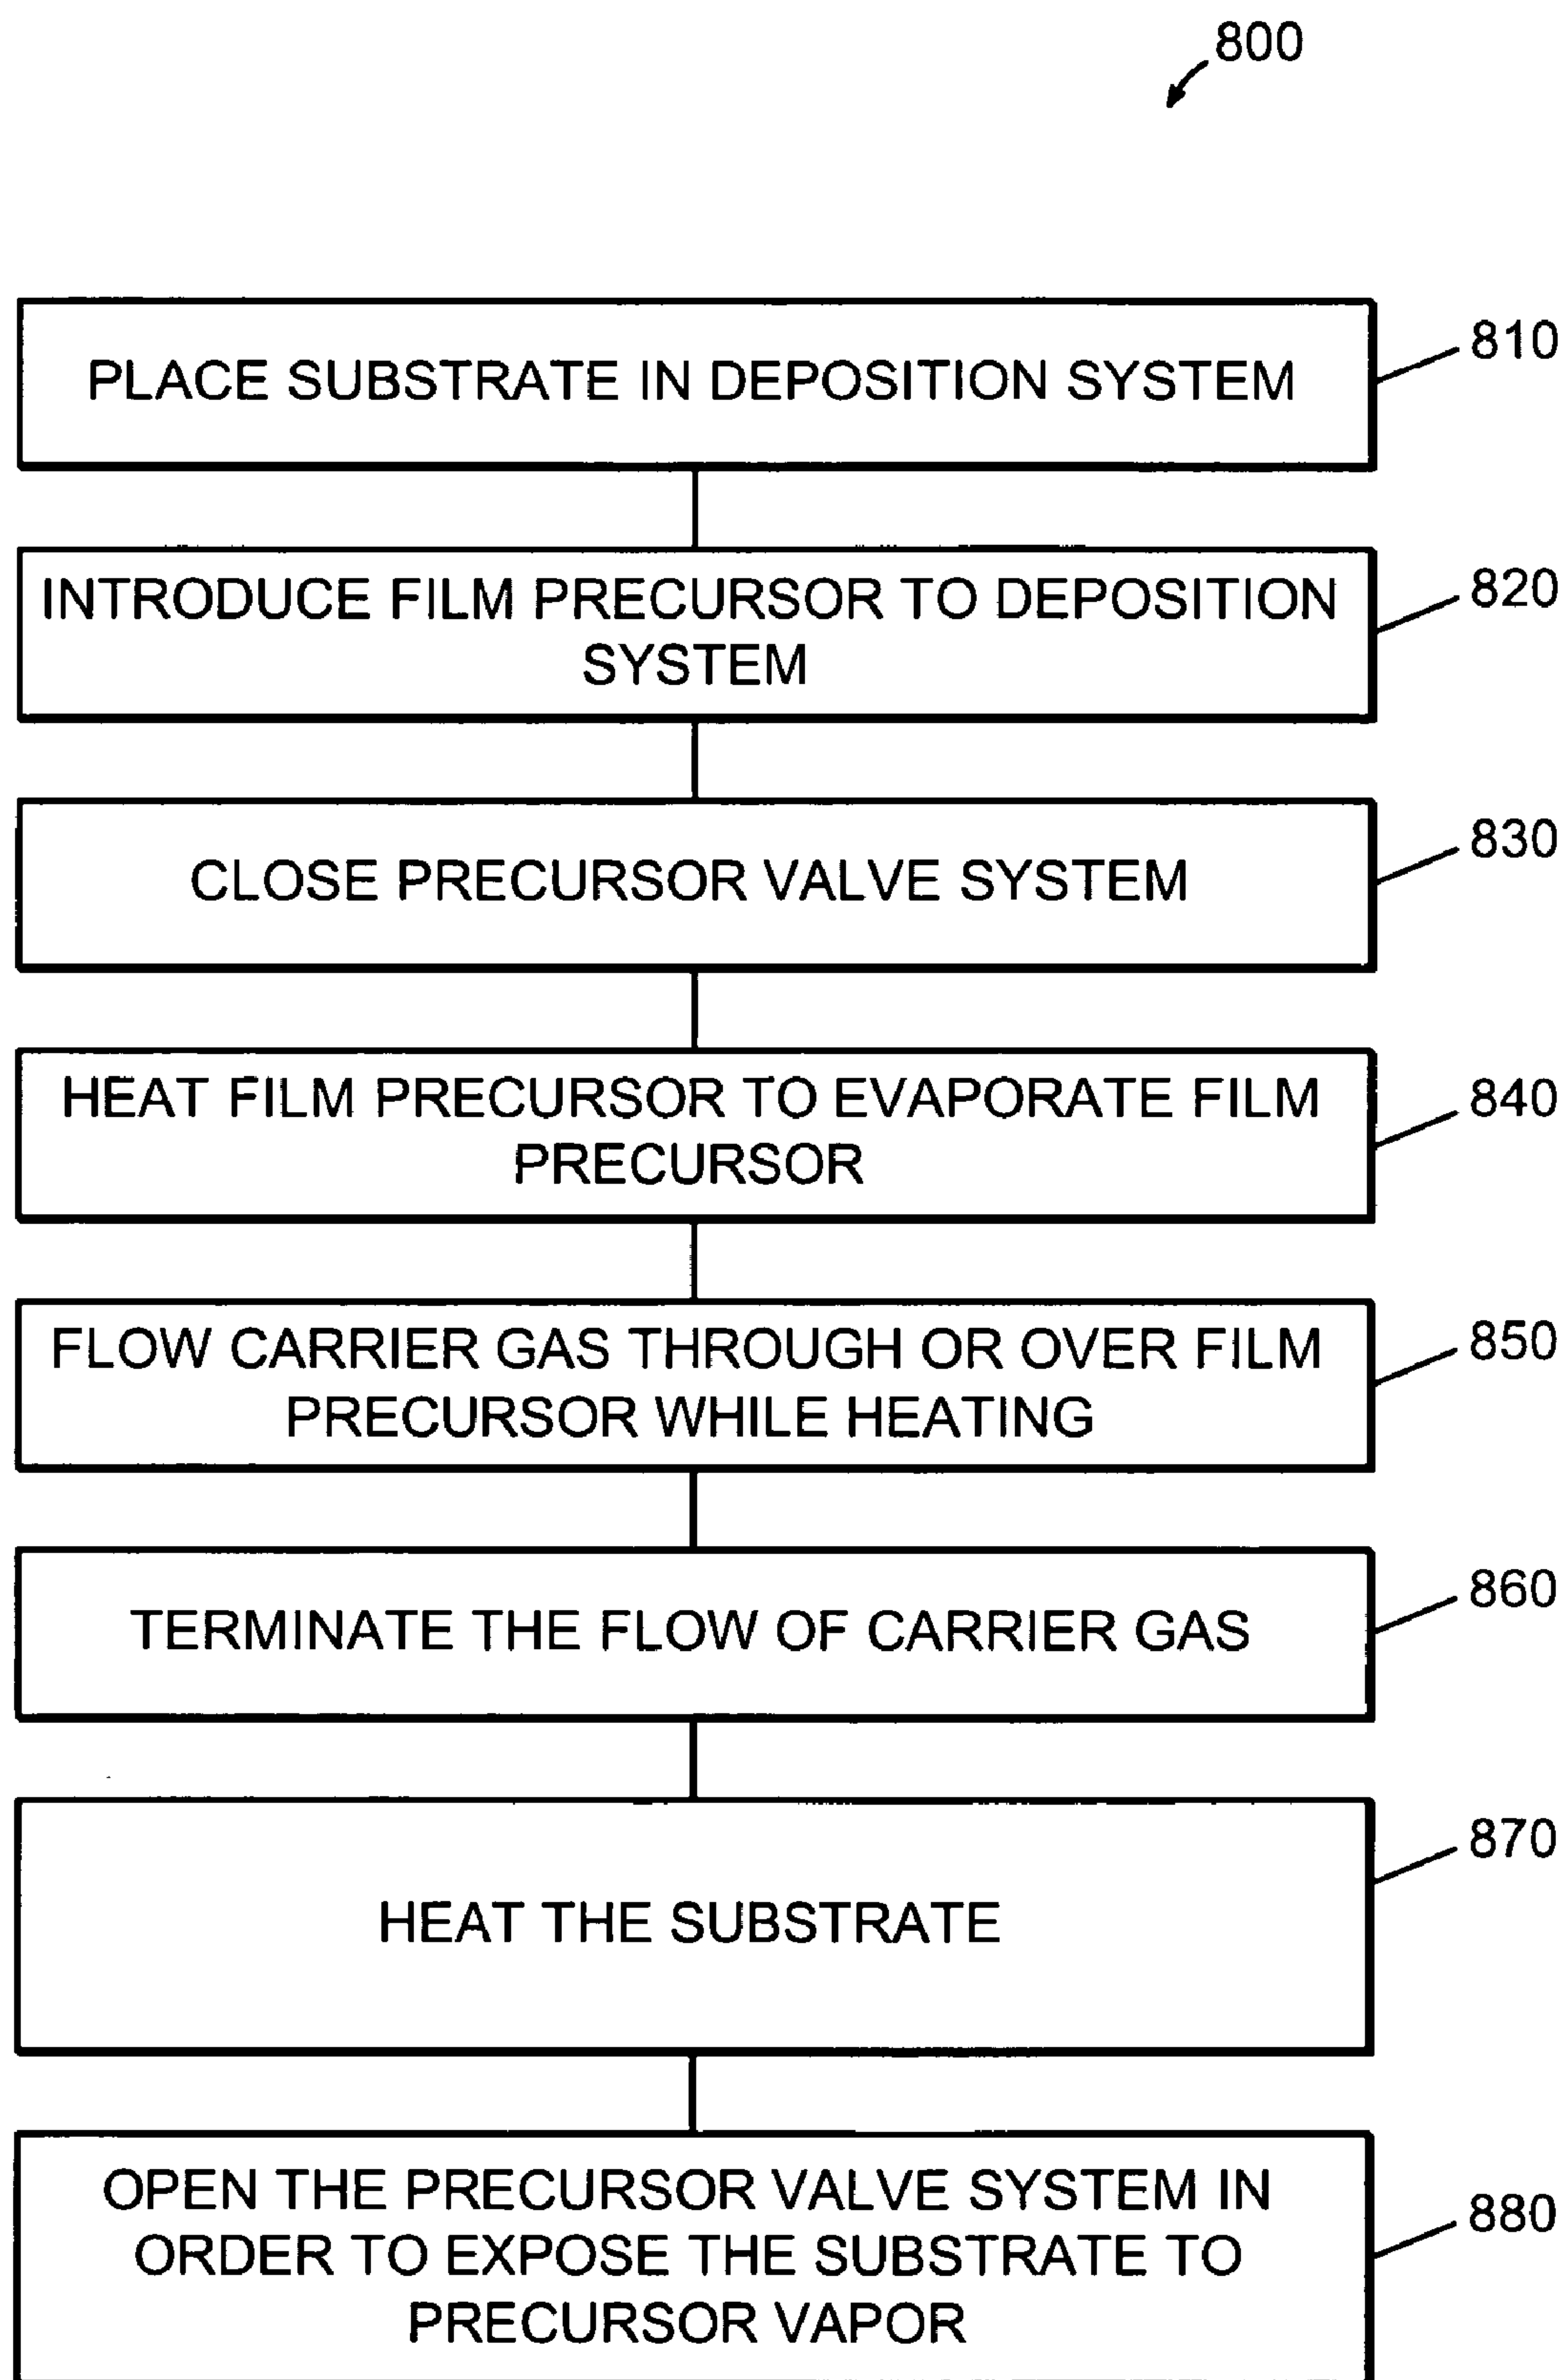 800
PLACE SUBSTRATE IN DEPOSITION SYSTEM
810
INTRODUCE FILM PRECURSOR TO DEPOSITION
SYSTEM
820
CLOSE PRECURSOR VALVE SYSTEM
830
HEAT FILM PRECURSOR TO EVAPORATE FILM
PRECURSOR
840
FLOW CARRIER GAS THROUGH OR OVER FILM
PRECURSOR WHILE HEATING
850
TERMINATE THE FLOW OF CARRIER GAS
860
HEAT THE SUBSTRATE
870
OPEN THE PRECURSOR VALVE SYSTEM IN
ORDER TO EXPOSE THE SUBSTRATE TO
PRECURSOR VAPOR
880